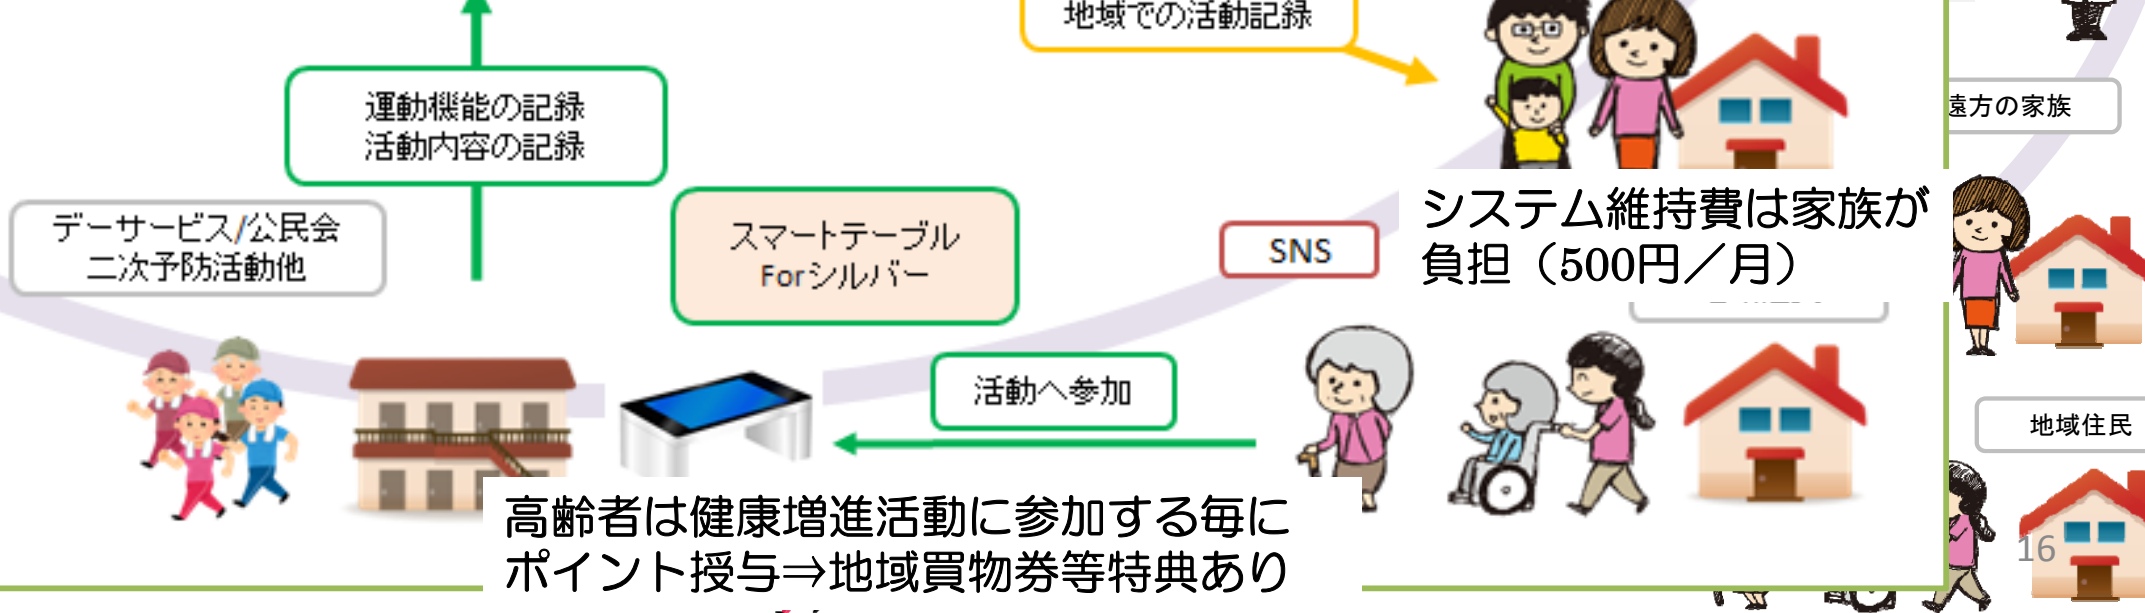 地域での活動記録
運動機能の記録
活動内容の記録
遠方の家族
デーサービス/公民会
二次予防活動他
スマートテーブル
Forシルバー
SNS
システム維持費は家族が
負担（500円／月）
活動へ参加
地域住民
高齢者は健康増進活動に参加する毎に
ポイント授与⇒地域買物券等特典あり
16